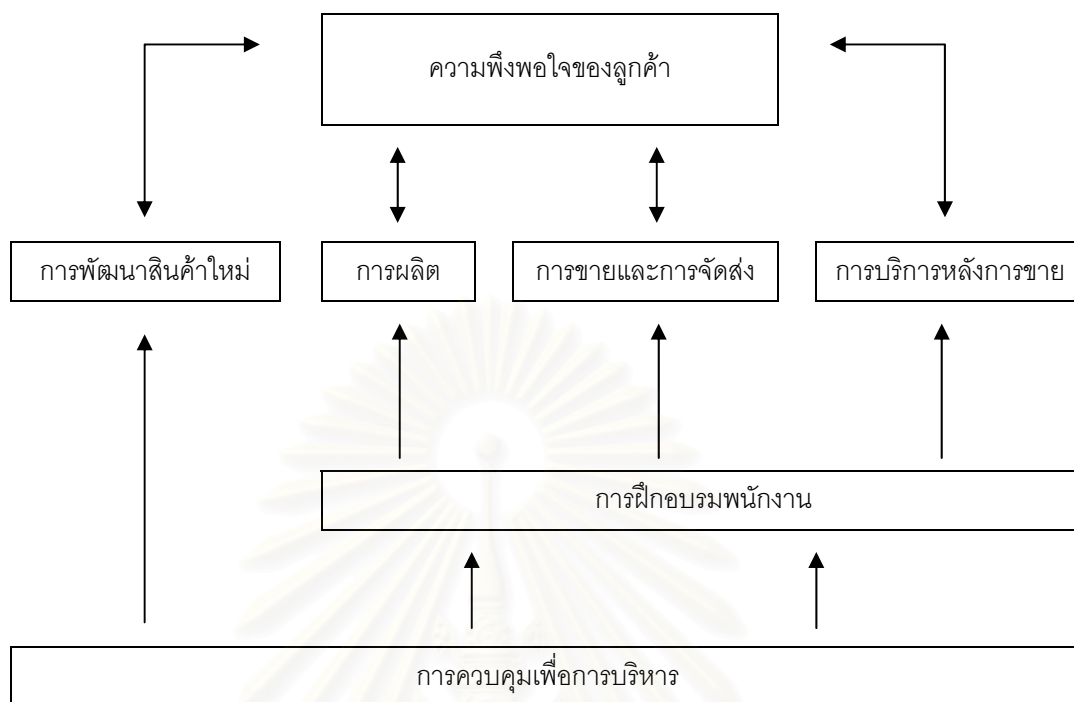 ความพึงพอใจของลูกค้า
การพัฒนาสินค้าใหม่
การผลิต
การขายและการจัดส่ง
การบริการหลังการขาย
การฝึกอบรมพนักงาน
การควบคุมเพื่อการบริหาร